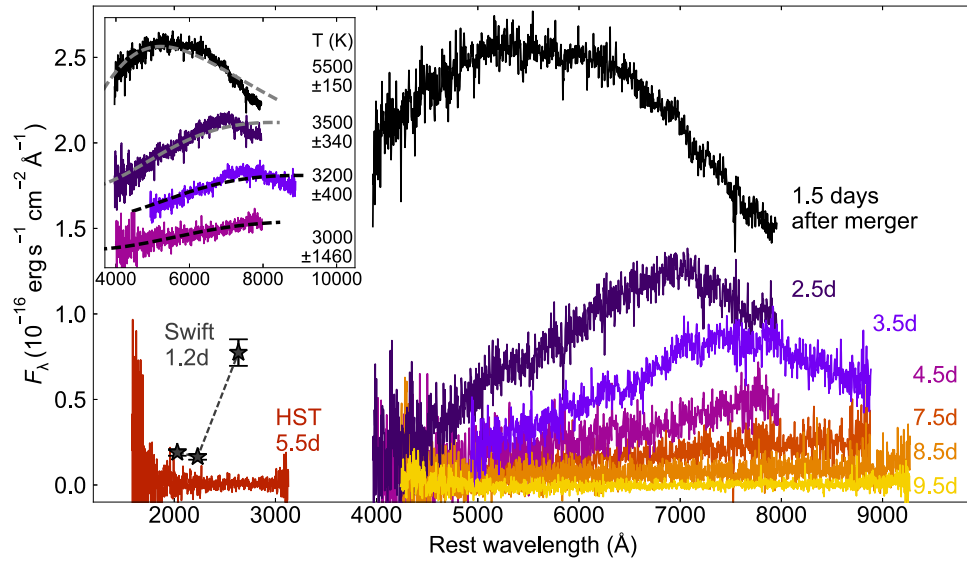 T (K)
5500
±150
3500
±340
3200
±400
3000
±1460
4000 6000 8000 10000
2.5
2.0
1.5
1.0
0.5
0.0
F_λ (10⁻¹⁶ erg s⁻¹ cm⁻² Å⁻¹)
1.5 days
after merger
2.5d
3.5d
4.5d
7.5d
8.5d
9.5d
Swift
1.2d
HST
5.5d
2000 3000 4000 5000 6000 7000 8000 9000
Rest wavelength (Å)